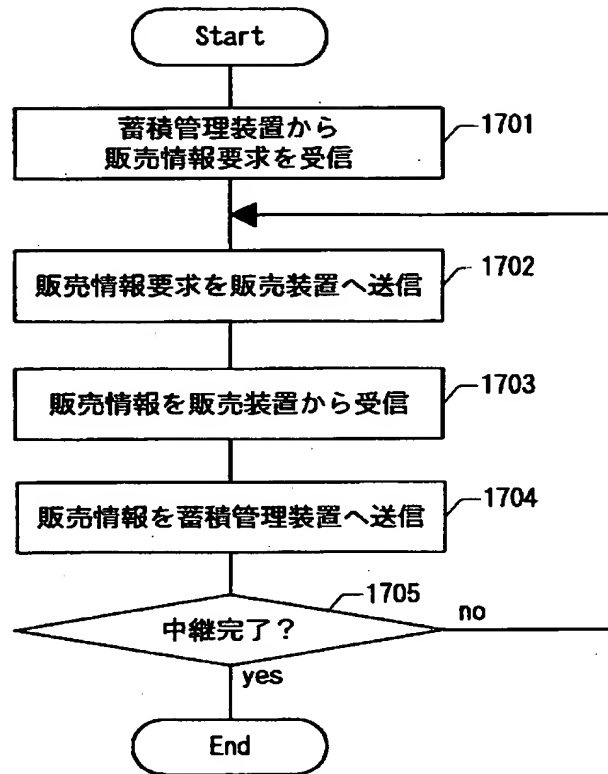 Start
蓄積管理装置から
販売情報要求を受信
1701
販売情報要求を販売装置へ送信
1702
販売情報を販売装置から受信
1703
販売情報を蓄積管理装置へ送信
1704
中継完了？
1705
no
yes
End